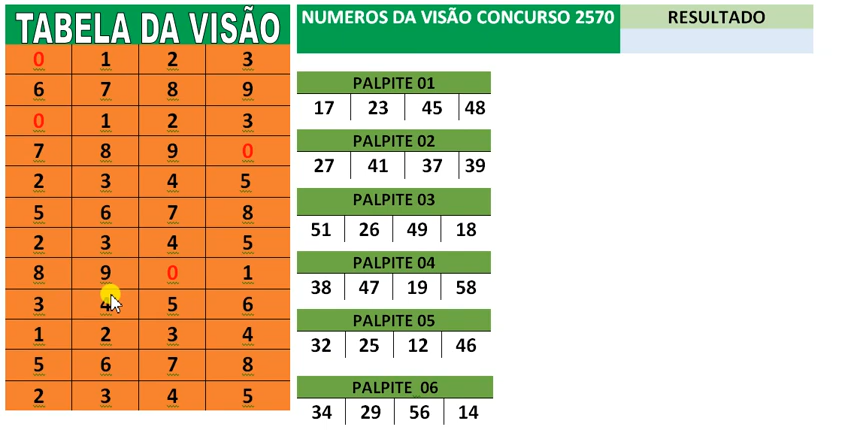 TABELA DA VISÃO
0 1 2 3
6 7 8 9
0 1 2 3
7 8 9 0
2 3 4 5
5 6 7 8
2 3 4 5
8 9 0 1
3 4 5 6
1 2 3 4
5 6 7 8
2 3 4 5
NUMEROS DA VISÃO CONCURSO 2570
PALPITE 01
17 23 45 48
PALPITE 02
27 41 37 39
PALPITE 03
51 26 49 18
PALPITE 04
38 47 19 58
PALPITE 05
32 25 12 46
PALPITE 06
34 29 56 14
RESULTADO